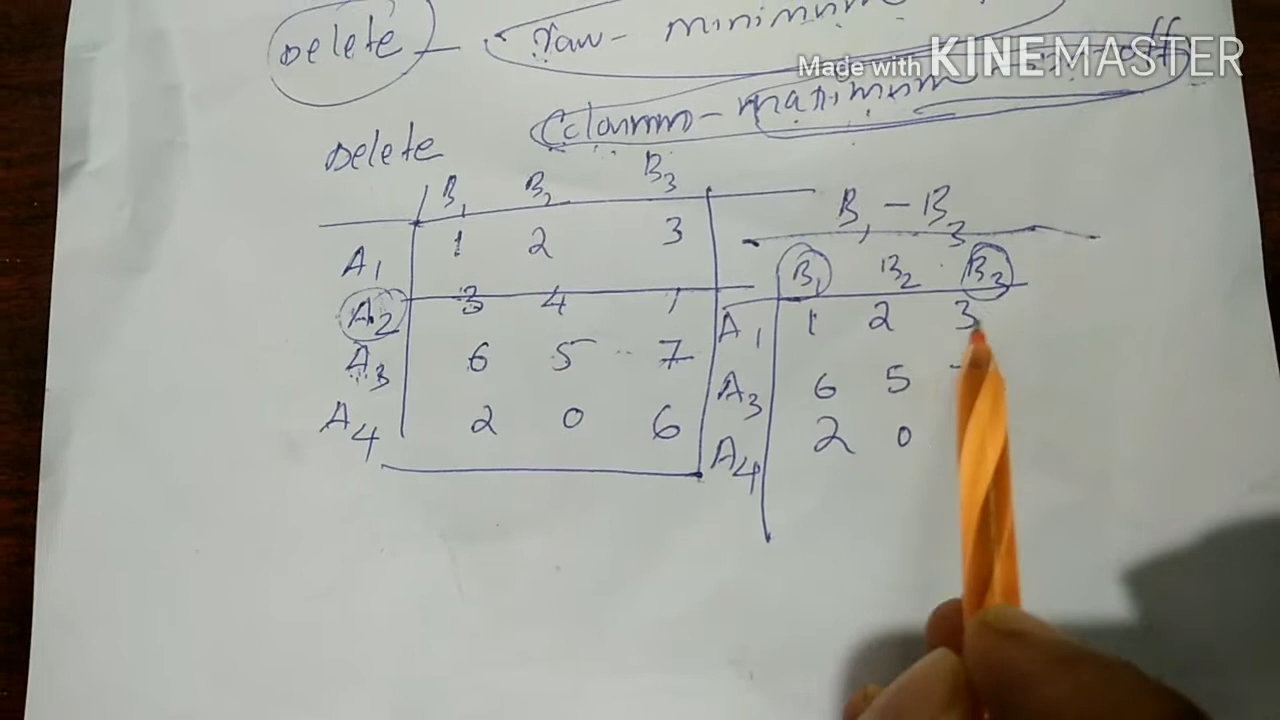 Delete - Row - minimum
Made with KINEMASTER
Column - maximum - off
Delete
B1 B2 B3
A1 1 2 3
A2 3 4 1
A3 6 5 7
A4 2 0 6
B1 - B3
B1 B2 B3
A1 1 2 3
A3 6 5
A4 2 0